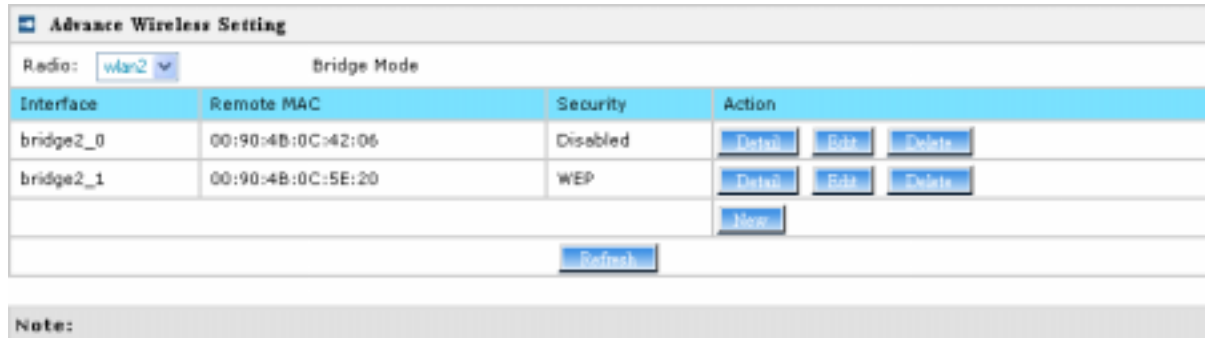 Advance Wireless Setting
Radio: wlan2 Bridge Mode
Interface Remote MAC Security Action
bridge2_0 00:90:4B:0C:42:06 Disabled Detail Edit Delete
bridge2_1 00:90:4B:0C:5E:20 WEP Detail Edit Delete
New
Refresh
Note: